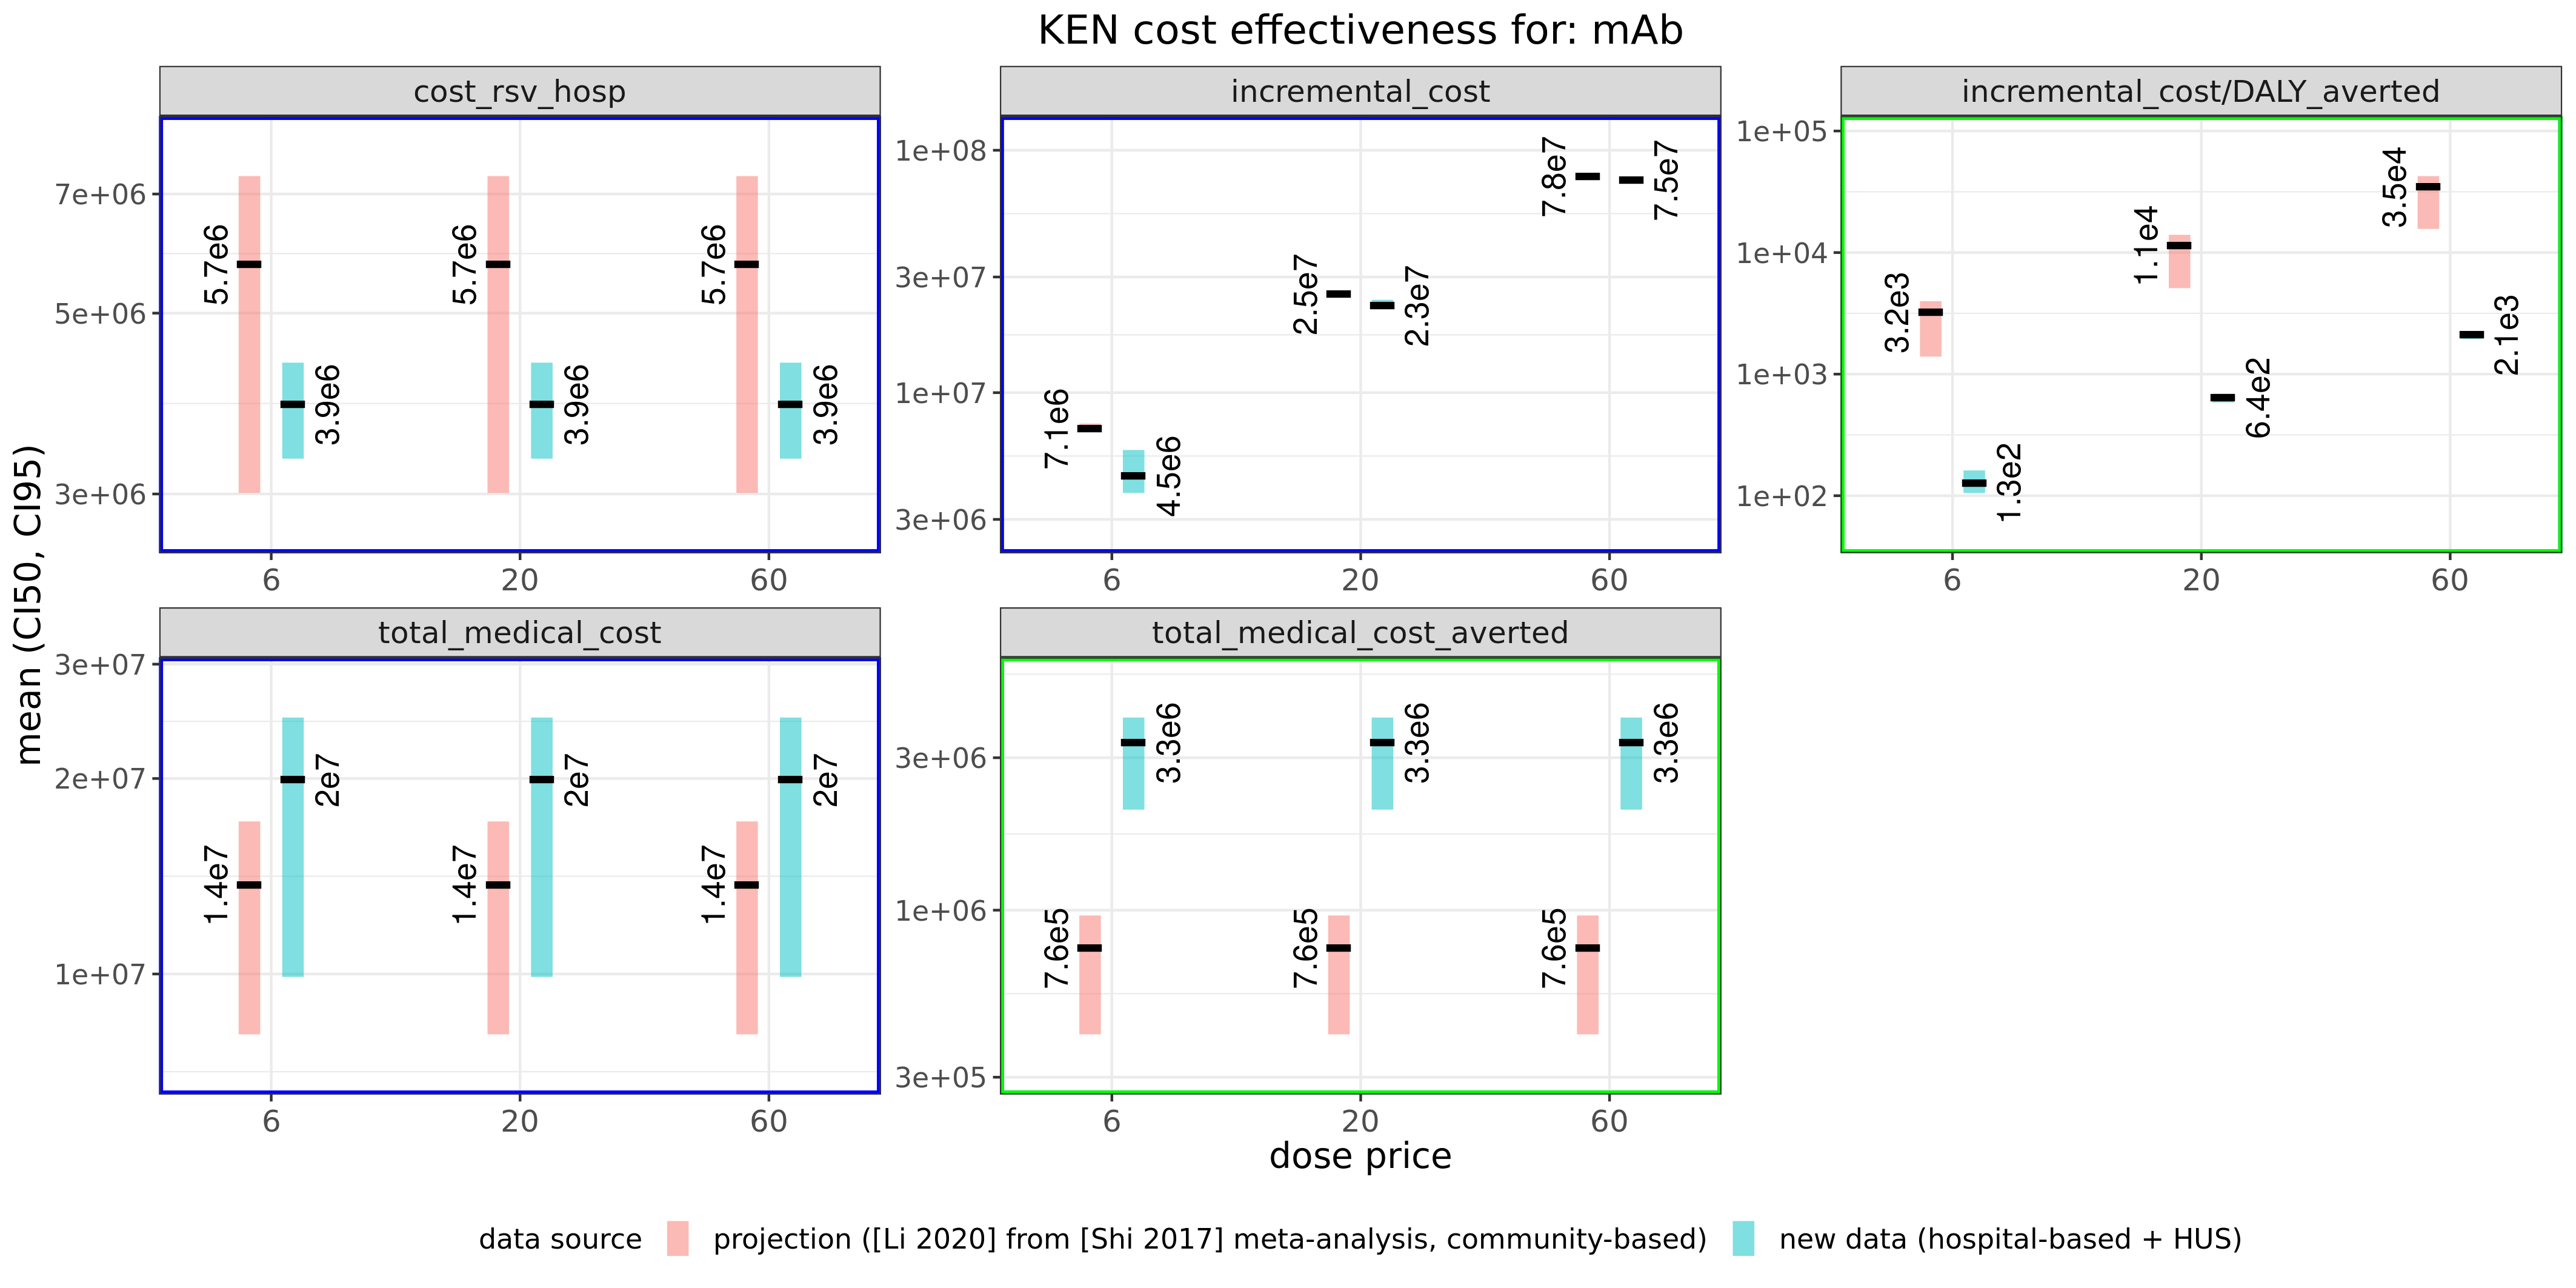 KEN cost effectiveness for: mAb
mean (CI50, CI95)
cost_rsv_hosp
7e+06
5e+06
3e+06
5.7e6
3.9e6
5.7e6
3.9e6
5.7e6
3.9e6
6 20 60
incremental_cost
1e+08
3e+07
1e+07
3e+06
7.1e6
4.5e6
2.5e7
2.3e7
7.8e7
7.5e7
6 20 60
incremental_cost/DALY_averted
1e+05
1e+04
1e+03
1e+02
3.2e3
1.3e2
1.1e4
6.4e2
3.5e4
2.1e3
6 20 60
total_medical_cost
3e+07
2e+07
1e+07
1.4e7
2e7
1.4e7
2e7
1.4e7
2e7
6 20 60
total_medical_cost_averted
3e+06
1e+06
3e+05
7.6e5
3.3e6
7.6e5
3.3e6
7.6e5
3.3e6
6 20 60
dose price
data source projection ([Li 2020] from [Shi 2017] meta-analysis, community-based) new data (hospital-based + HUS)